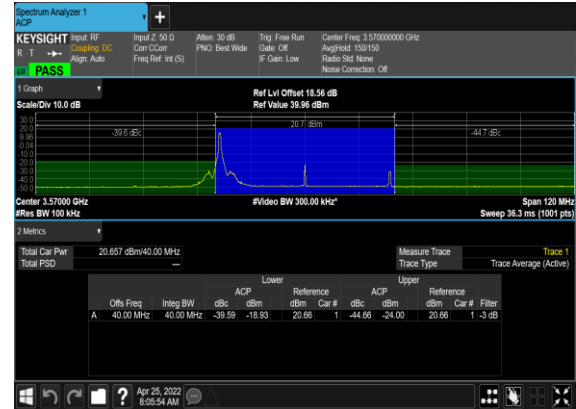 Spectrum Analyzer 1
ACP
+
KEYSIGHT Input: RF Input Z: 50 Ω Atten: 30 dB Trig: Free Run Center Freq: 3.570000000 GHz
R T Coupling: DC Corr CCorr PNO: Best Wide Gate: Off Avg|Hold: 150/150
Align: Auto Freq Ref: Int (S) IF Gain: Low Radio Std: None
LU PASS Noise Correction: Off
1 Graph Ref Lvl Offset 18.56 dB
Scale/Div 10.0 dB Ref Value 39.96 dBm
30.0
20.0 -39.6 dBc 20.7 dBm -44.7 dBc
9.96
-0.04
-10.0
-20.0
-30.0
-40.0
-50.0
Center 3.57000 GHz #Video BW 300.00 kHz* Span 120 MHz
#Res BW 100 kHz Sweep 36.3 ms (1001 pts)
2 Metrics
Total Car Pwr 20.657 dBm/40.00 MHz Measure Trace Trace 1
Total PSD --- Trace Type Trace Average (Active)
Lower Upper
ACP Reference ACP Reference
Offs Freq Integ BW dBc dBm dBm Car # dBc dBm dBm Car # Filter
A 40.00 MHz 40.00 MHz -39.59 -18.93 20.66 1 -44.66 -24.00 20.66 1 -3 dB
? Apr 25, 2022
8:05:54 AM